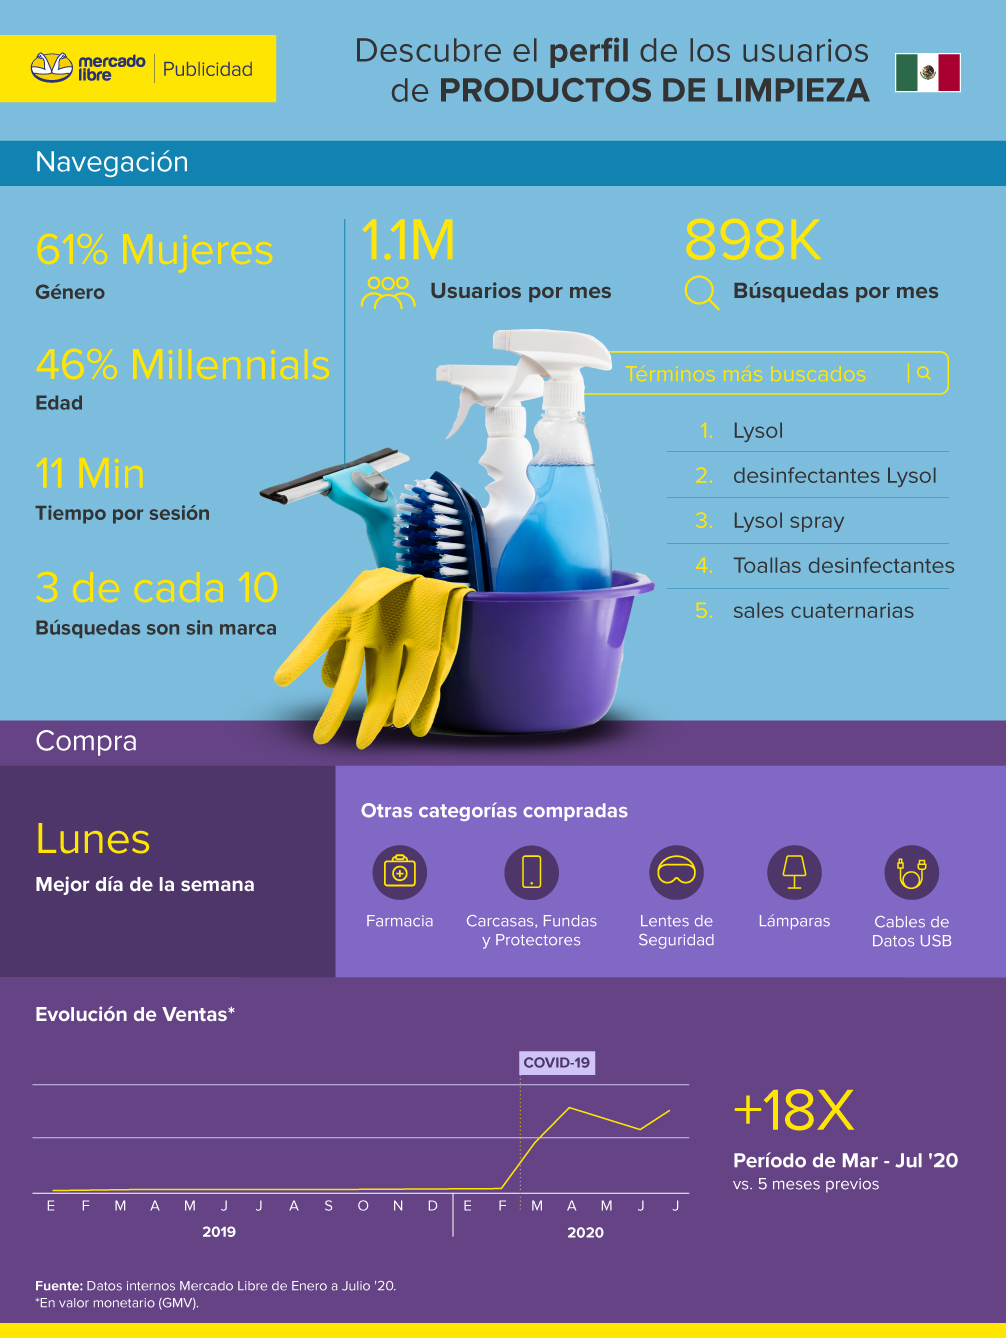 mercado
libre
Publicidad
Descubre el perfil de los usuarios
de PRODUCTOS DE LIMPIEZA
Navegación
61% Mujeres
Género
46% Millennials
Edad
11 Min
Tiempo por sesión
3 de cada 10
Búsquedas son sin marca
1.1M
Usuarios por mes
898K
Búsquedas por mes
Términos más buscados
1. Lysol
2. desinfectantes Lysol
3. Lysol spray
4. Toallas desinfectantes
5. sales cuaternarias
Compra
Lunes
Mejor día de la semana
Otras categorías compradas
Farmacia
Carcasas, Fundas
y Protectores
Lentes de
Seguridad
Lámparas
Cables de
Datos USB
Evolución de Ventas*
COVID-19
E F M A M J J A S O N D E F M A M J J
2019 2020
+18X
Período de Mar - Jul '20
vs. 5 meses previos
Fuente: Datos internos Mercado Libre de Enero a Julio '20.
*En valor monetario (GMV).